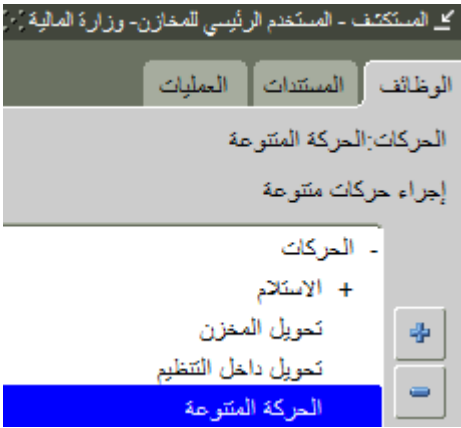 المستكشف - المستخدم الرئيسي للمخازن- وزارة المالية
الوظائف المستندات العمليات
الحركات:الحركة المتنوعة
إجراء حركات متنوعة
- الحركات
+ الاستلام
تحويل المخزن
تحويل داخل التنظيم
الحركة المتنوعة